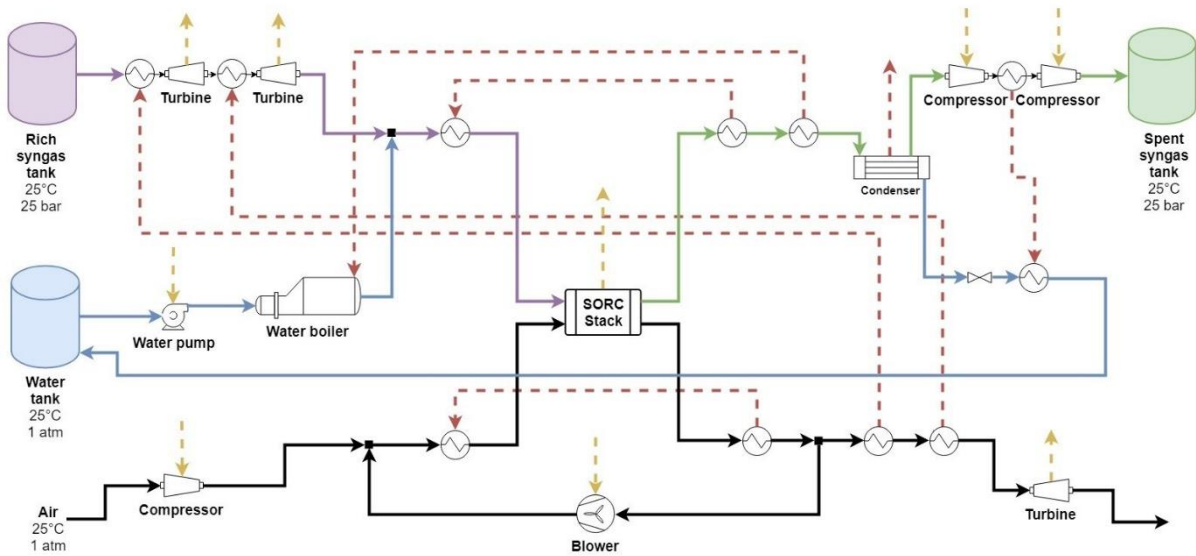 Turbine
Turbine
Rich
syngas
tank
25°C
25 bar
Compressor
Compressor
Spent
syngas
tank
25°C
25 bar
Condenser
SORC
Stack
Water pump
Water boiler
Water
tank
25°C
1 atm
Air
25°C
1 atm
Compressor
Blower
Turbine